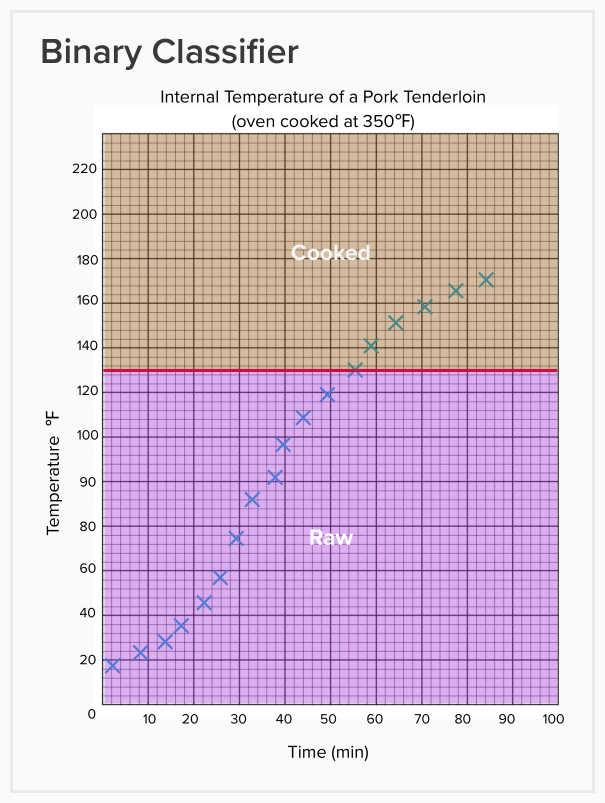 Binary Classifier
Internal Temperature of a Pork Tenderloin
(oven cooked at 350℉)
220
200
180
160
140
120
100
90
80
60
40
20
0
Cooked
Raw
Temperature ℉
10 20 30 40 50 60 70 80 90 100
Time (min)